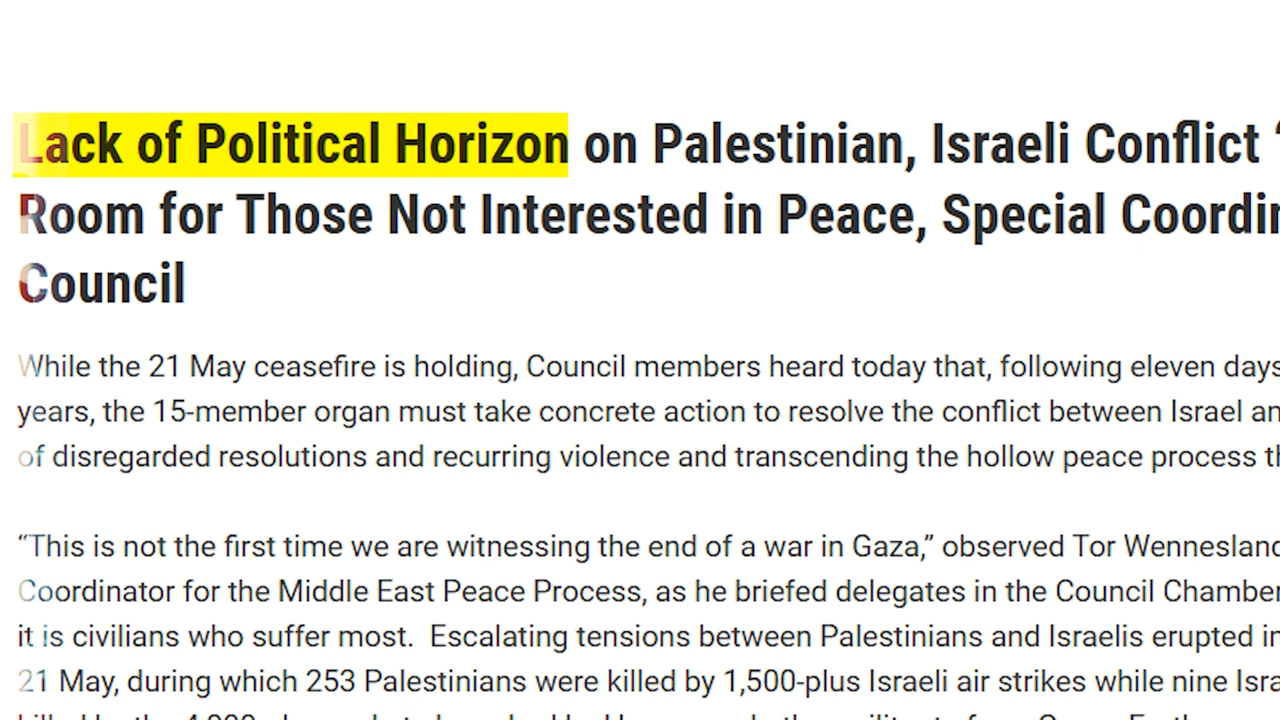 Lack of Political Horizon on Palestinian, Israeli Conflict “
Room for Those Not Interested in Peace, Special
Council
While the 21 May ceasefire is holding, Council members heard today that, following eleven days
years, the 15-member organ must take concrete action to resolve the conflict between Israel
of disregarded resolutions and recurring violence and transcending the hollow peace process
“This is not the first time we are witnessing the end of a war in Gaza,” observed Tor
Coordinator for the Middle East Peace Process, as he briefed delegates in the Council Chamber
it is civilians who suffer most. Escalating tensions between Palestinians and Israelis erupted
21 May, during which 253 Palestinians were killed by 1,500-plus Israeli air strikes while nine